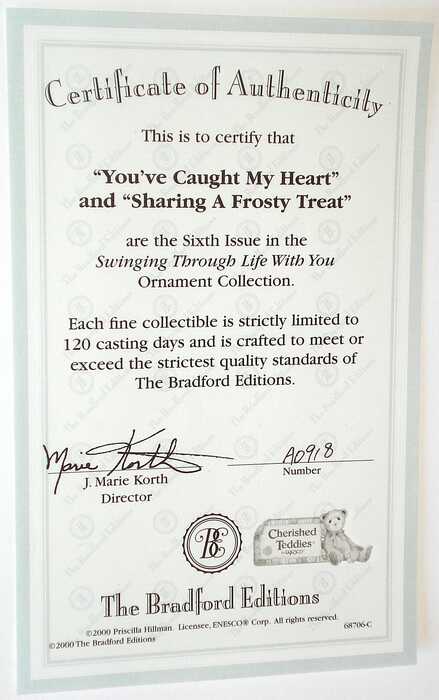 Certificate of Authenticity
This is to certify that
“You’ve Caught My Heart”
and “Sharing A Frosty Treat”
are the Sixth Issue in the
Swinging Through Life With You
Ornament Collection.
Each fine collectible is strictly limited to
120 casting days and is crafted to meet or
exceed the strictest quality standards of
The Bradford Editions.
Marie Korth
A0918
J. Marie Korth
Number
Director
BE
Cherished
Teddies
ENESCO
The Bradford Editions
©2000 Priscilla Hillman. Licensee, ENESCO® Corp. All rights reserved.
68706-C
©2000 The Bradford Editions